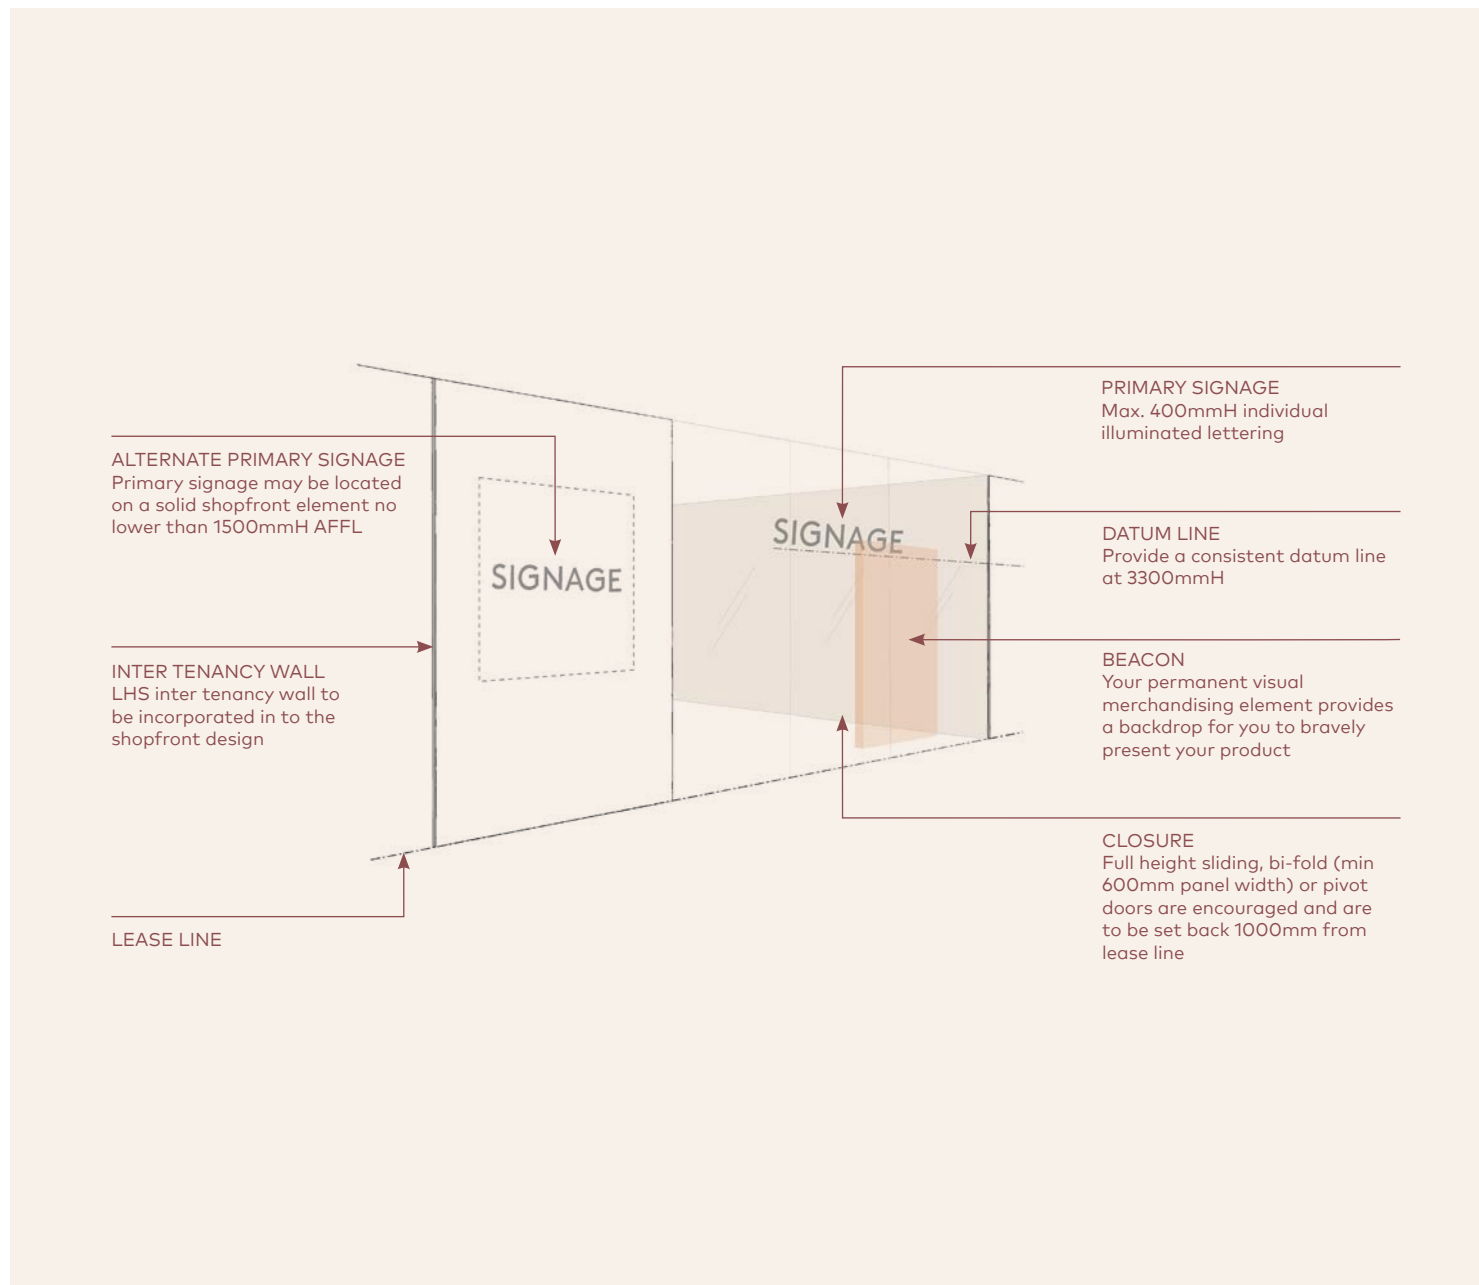 ALTERNATE PRIMARY SIGNAGE
Primary signage may be located
on a solid shopfront element no
lower than 1500mmH AFFL
INTER TENANCY WALL
LHS inter tenancy wall to
be incorporated in to the
shopfront design
LEASE LINE
SIGNAGE
SIGNAGE
PRIMARY SIGNAGE
Max. 400mmH individual
illuminated lettering
DATUM LINE
Provide a consistent datum line
at 3300mmH
BEACON
Your permanent visual
merchandising element provides
a backdrop for you to bravely
present your product
CLOSURE
Full height sliding, bi-fold (min
600mm panel width) or pivot
doors are encouraged and are
to be set back 1000mm from
lease line